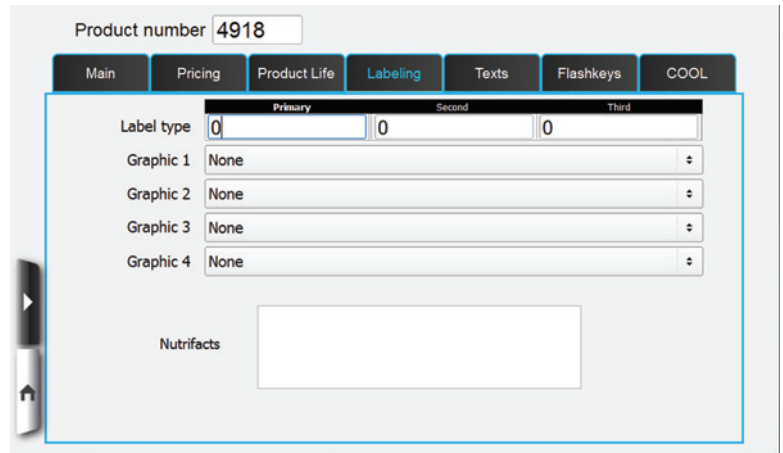 Product number 4918
Main Pricing Product Life Labeling Texts Flashkeys COOL
Primary Second Third
Label type 0 0 0
Graphic 1 None
Graphic 2 None
Graphic 3 None
Graphic 4 None
Nutrifacts